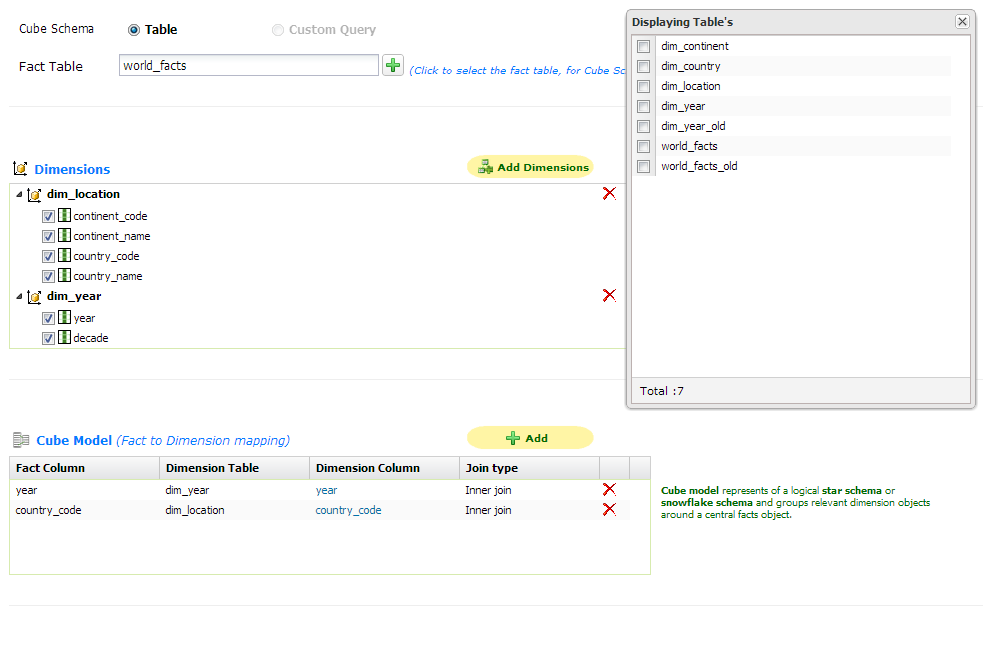 Cube Schema Table Custom Query
Fact Table world_facts (Click to select the fact table, for Cube Sc
Displaying Table's
dim_continent
dim_country
dim_location
dim_year
dim_year_old
world_facts
world_facts_old
Total :7
Dimensions Add Dimensions
dim_location
continent_code
continent_name
country_code
country_name
dim_year
year
decade
Cube Model (Fact to Dimension mapping) Add
Fact Column Dimension Table Dimension Column Join type
year dim_year year Inner join
country_code dim_location country_code Inner join
Cube model represents of a logical star schema or
snowflake schema and groups relevant dimension objects
around a central facts object.